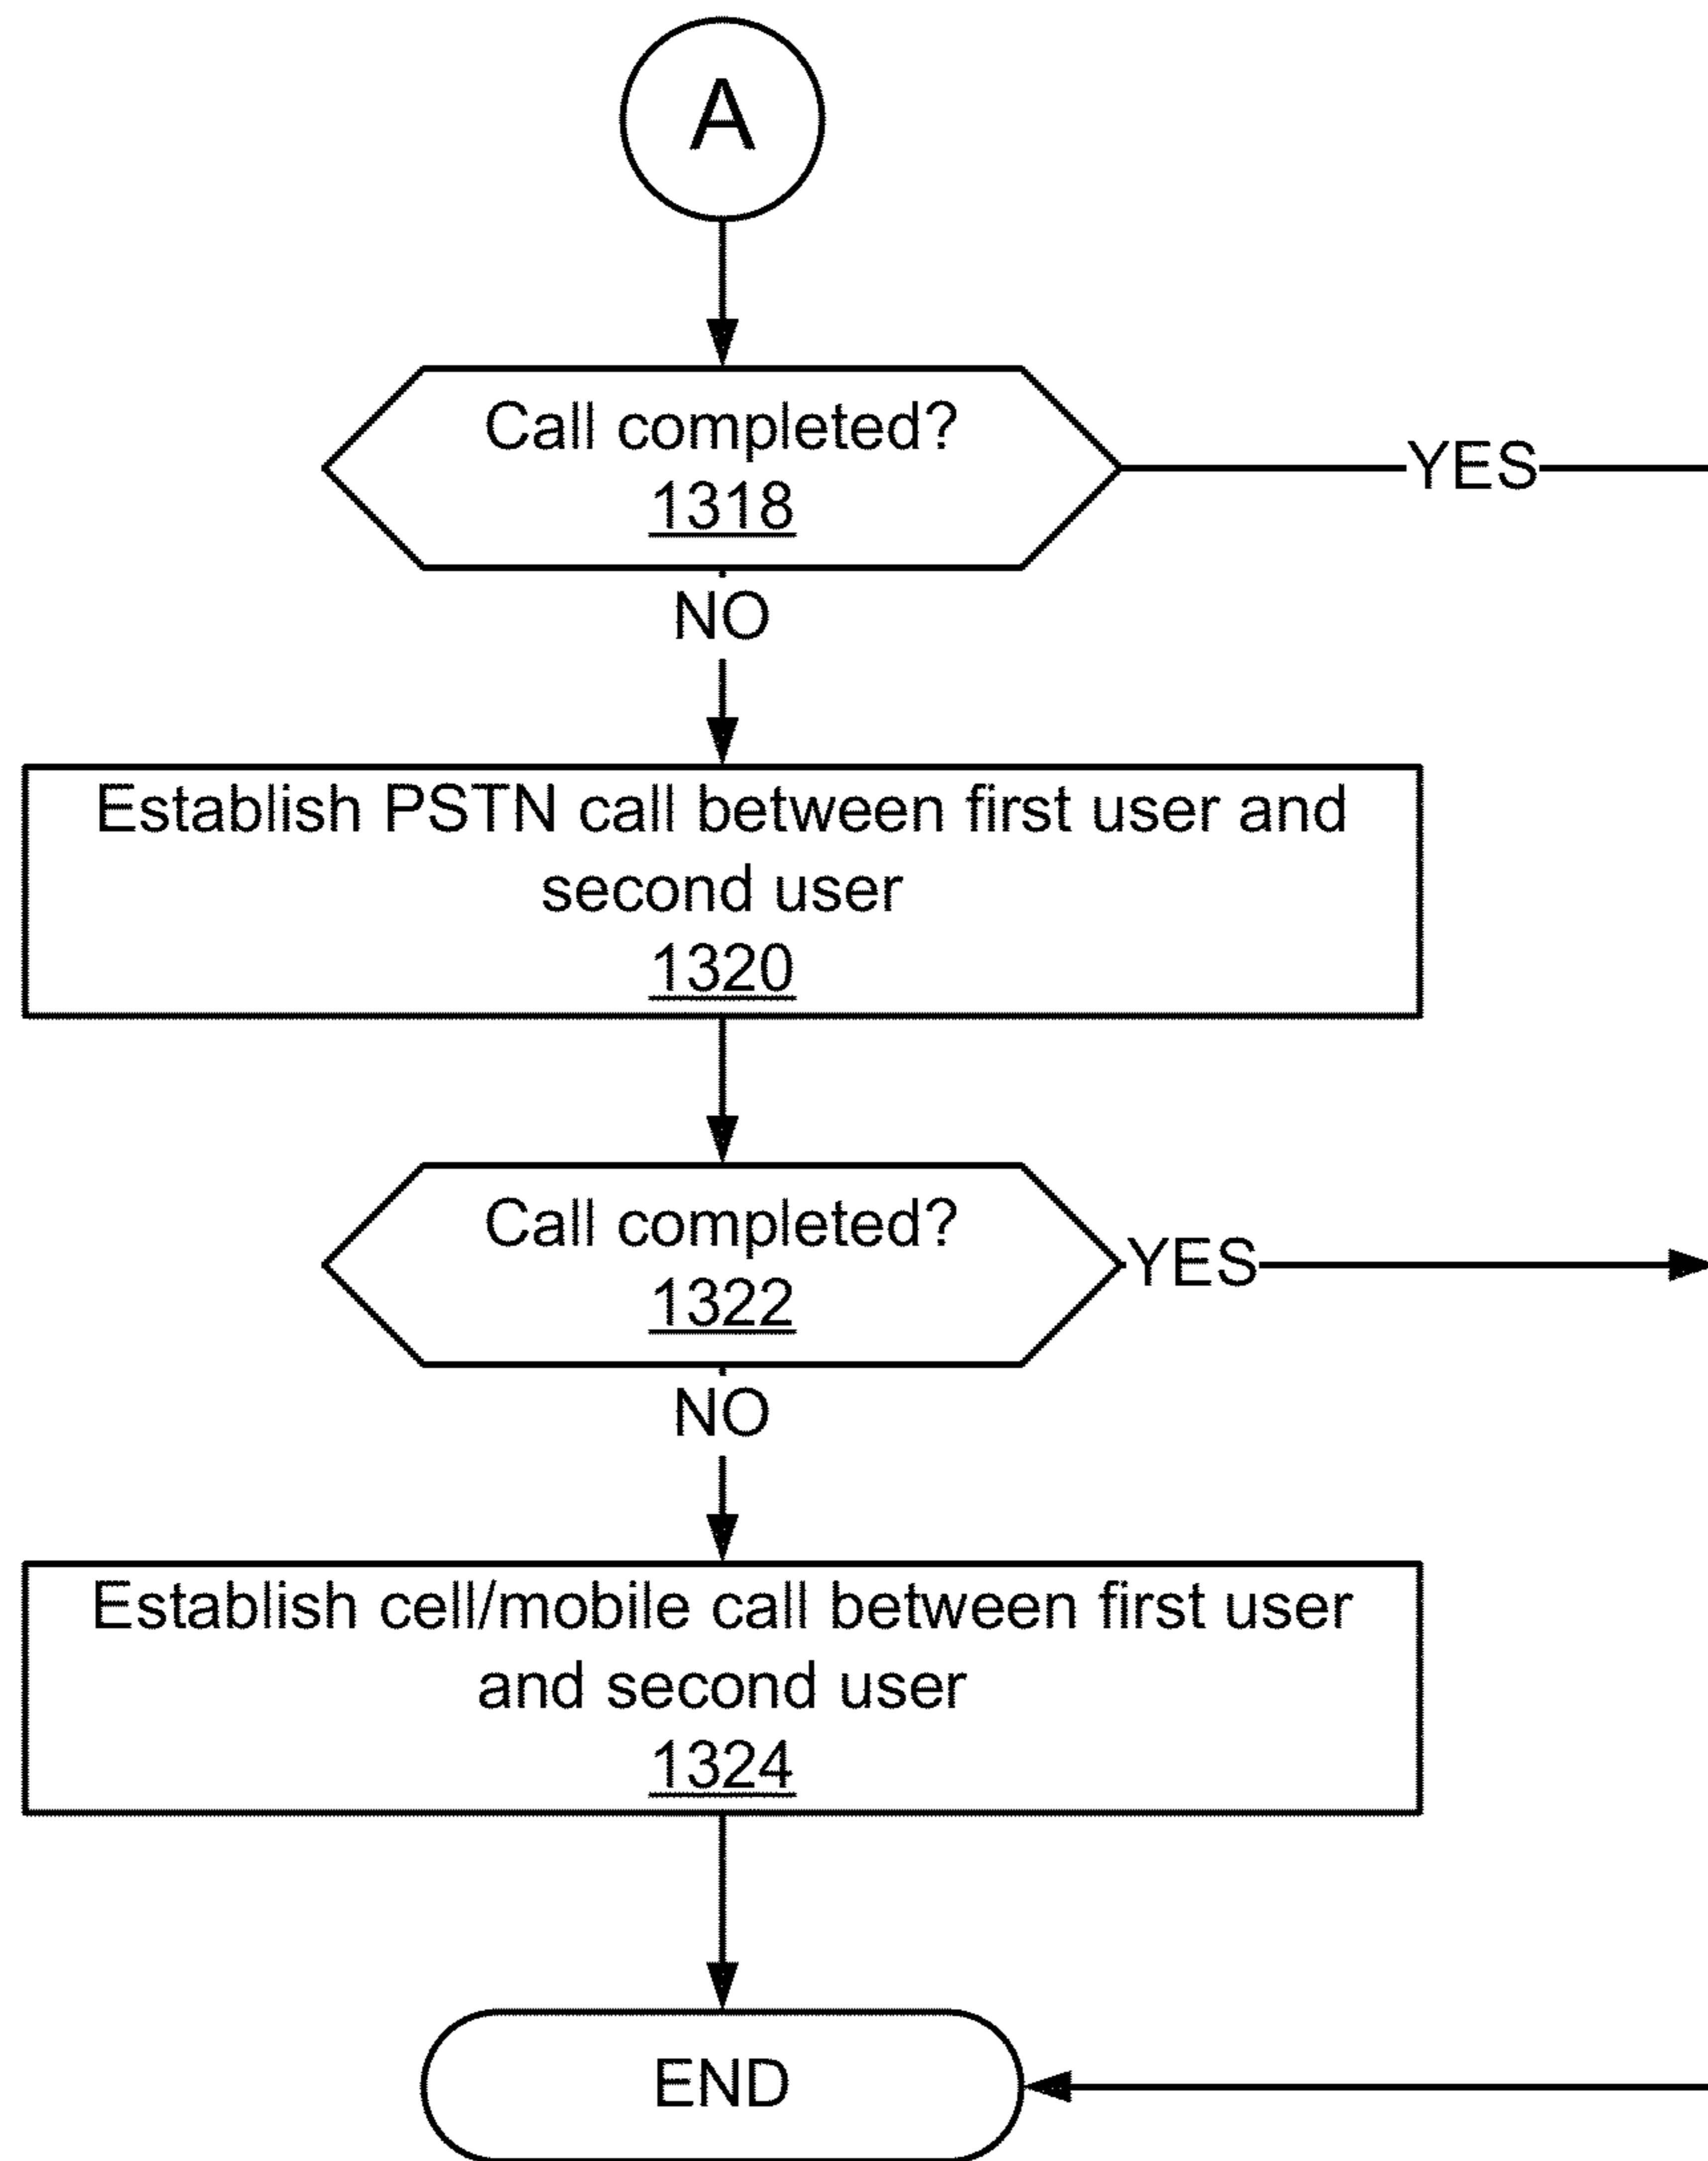 A
Call completed?
1318
YES
NO
Establish PSTN call between first user and
second user
1320
Call completed?
1322
YES
NO
Establish cell/mobile call between first user
and second user
1324
END